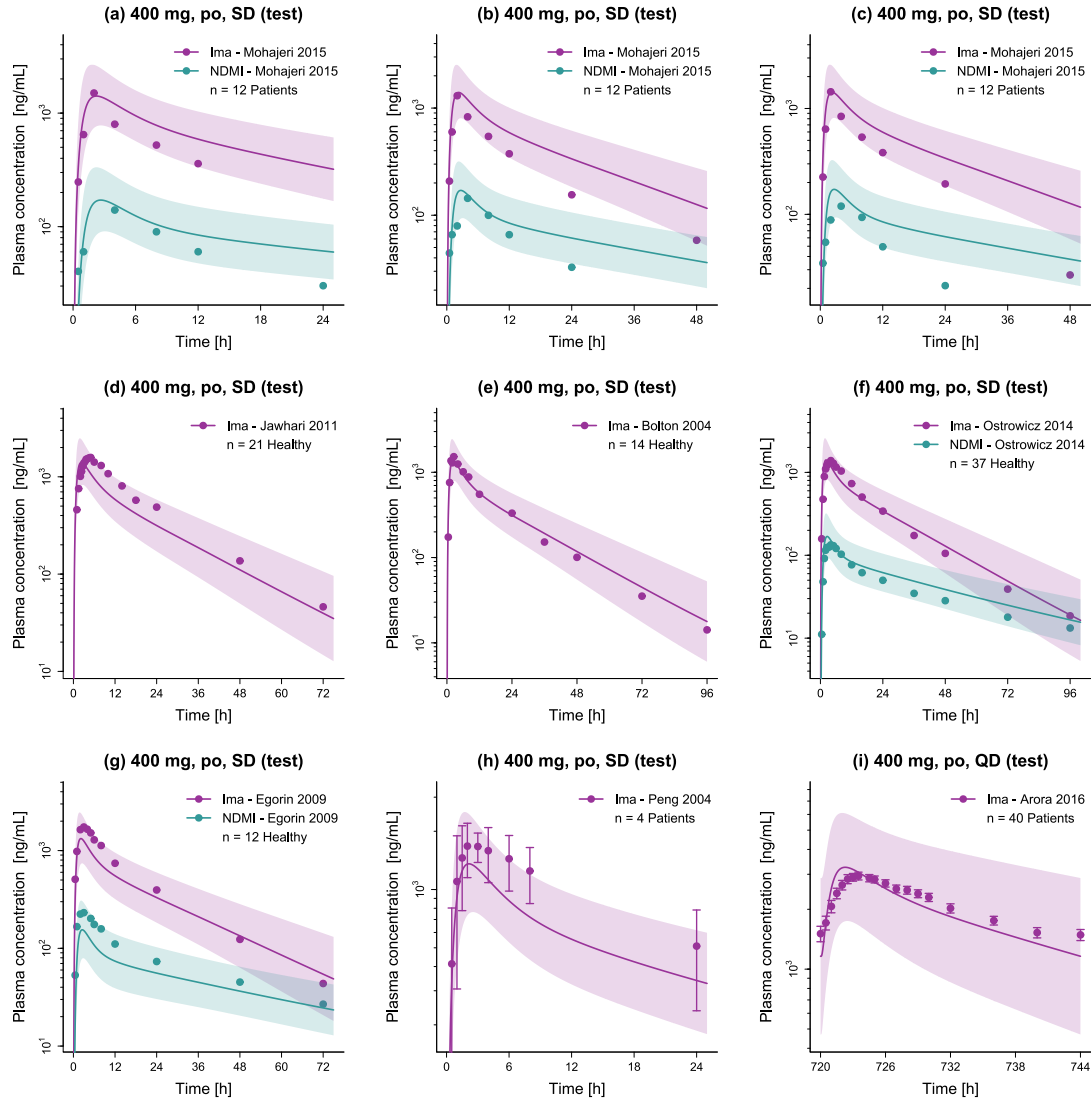 (a) 400 mg, po, SD (test)
Plasma concentration [ng/mL]
10³
10²
Ima - Mohajeri 2015
NDMI - Mohajeri 2015
n = 12 Patients
0 6 12 18 24
Time [h]
(b) 400 mg, po, SD (test)
Plasma concentration [ng/mL]
10³
10²
Ima - Mohajeri 2015
NDMI - Mohajeri 2015
n = 12 Patients
0 12 24 36 48
Time [h]
(c) 400 mg, po, SD (test)
Plasma concentration [ng/mL]
10³
10²
Ima - Mohajeri 2015
NDMI - Mohajeri 2015
n = 12 Patients
0 12 24 36 48
Time [h]
(d) 400 mg, po, SD (test)
Plasma concentration [ng/mL]
10³
10²
10¹
Ima - Jawhari 2011
n = 21 Healthy
0 12 24 36 48 60 72
Time [h]
(e) 400 mg, po, SD (test)
Plasma concentration [ng/mL]
10³
10²
10¹
Ima - Bolton 2004
n = 14 Healthy
0 24 48 72 96
Time [h]
(f) 400 mg, po, SD (test)
Plasma concentration [ng/mL]
10³
10²
10¹
Ima - Ostrowicz 2014
NDMI - Ostrowicz 2014
n = 37 Healthy
0 24 48 72 96
Time [h]
(g) 400 mg, po, SD (test)
Plasma concentration [ng/mL]
10³
10²
10¹
Ima - Egorin 2009
NDMI - Egorin 2009
n = 12 Healthy
0 12 24 36 48 60 72
Time [h]
(h) 400 mg, po, SD (test)
Plasma concentration [ng/mL]
10³
Ima - Peng 2004
n = 4 Patients
0 6 12 18 24
Time [h]
(i) 400 mg, po, QD (test)
Plasma concentration [ng/mL]
10³
Ima - Arora 2016
n = 40 Patients
720 726 732 738 744
Time [h]